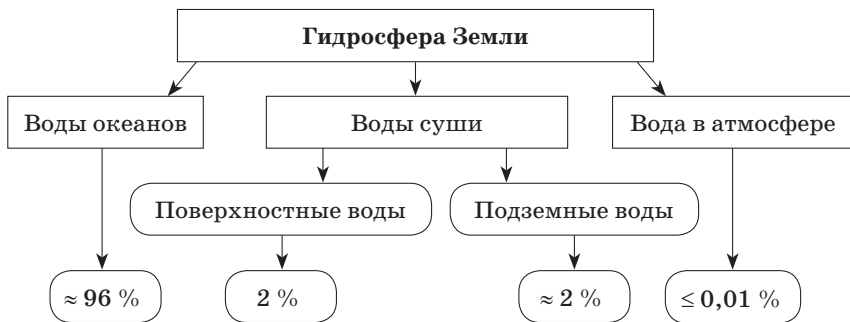 Гидросфера Земли
Воды океанов
Воды суши
Вода в атмосфере
Поверхностные воды
Подземные воды
≈ 96 %
2 %
≈ 2 %
≤ 0,01 %